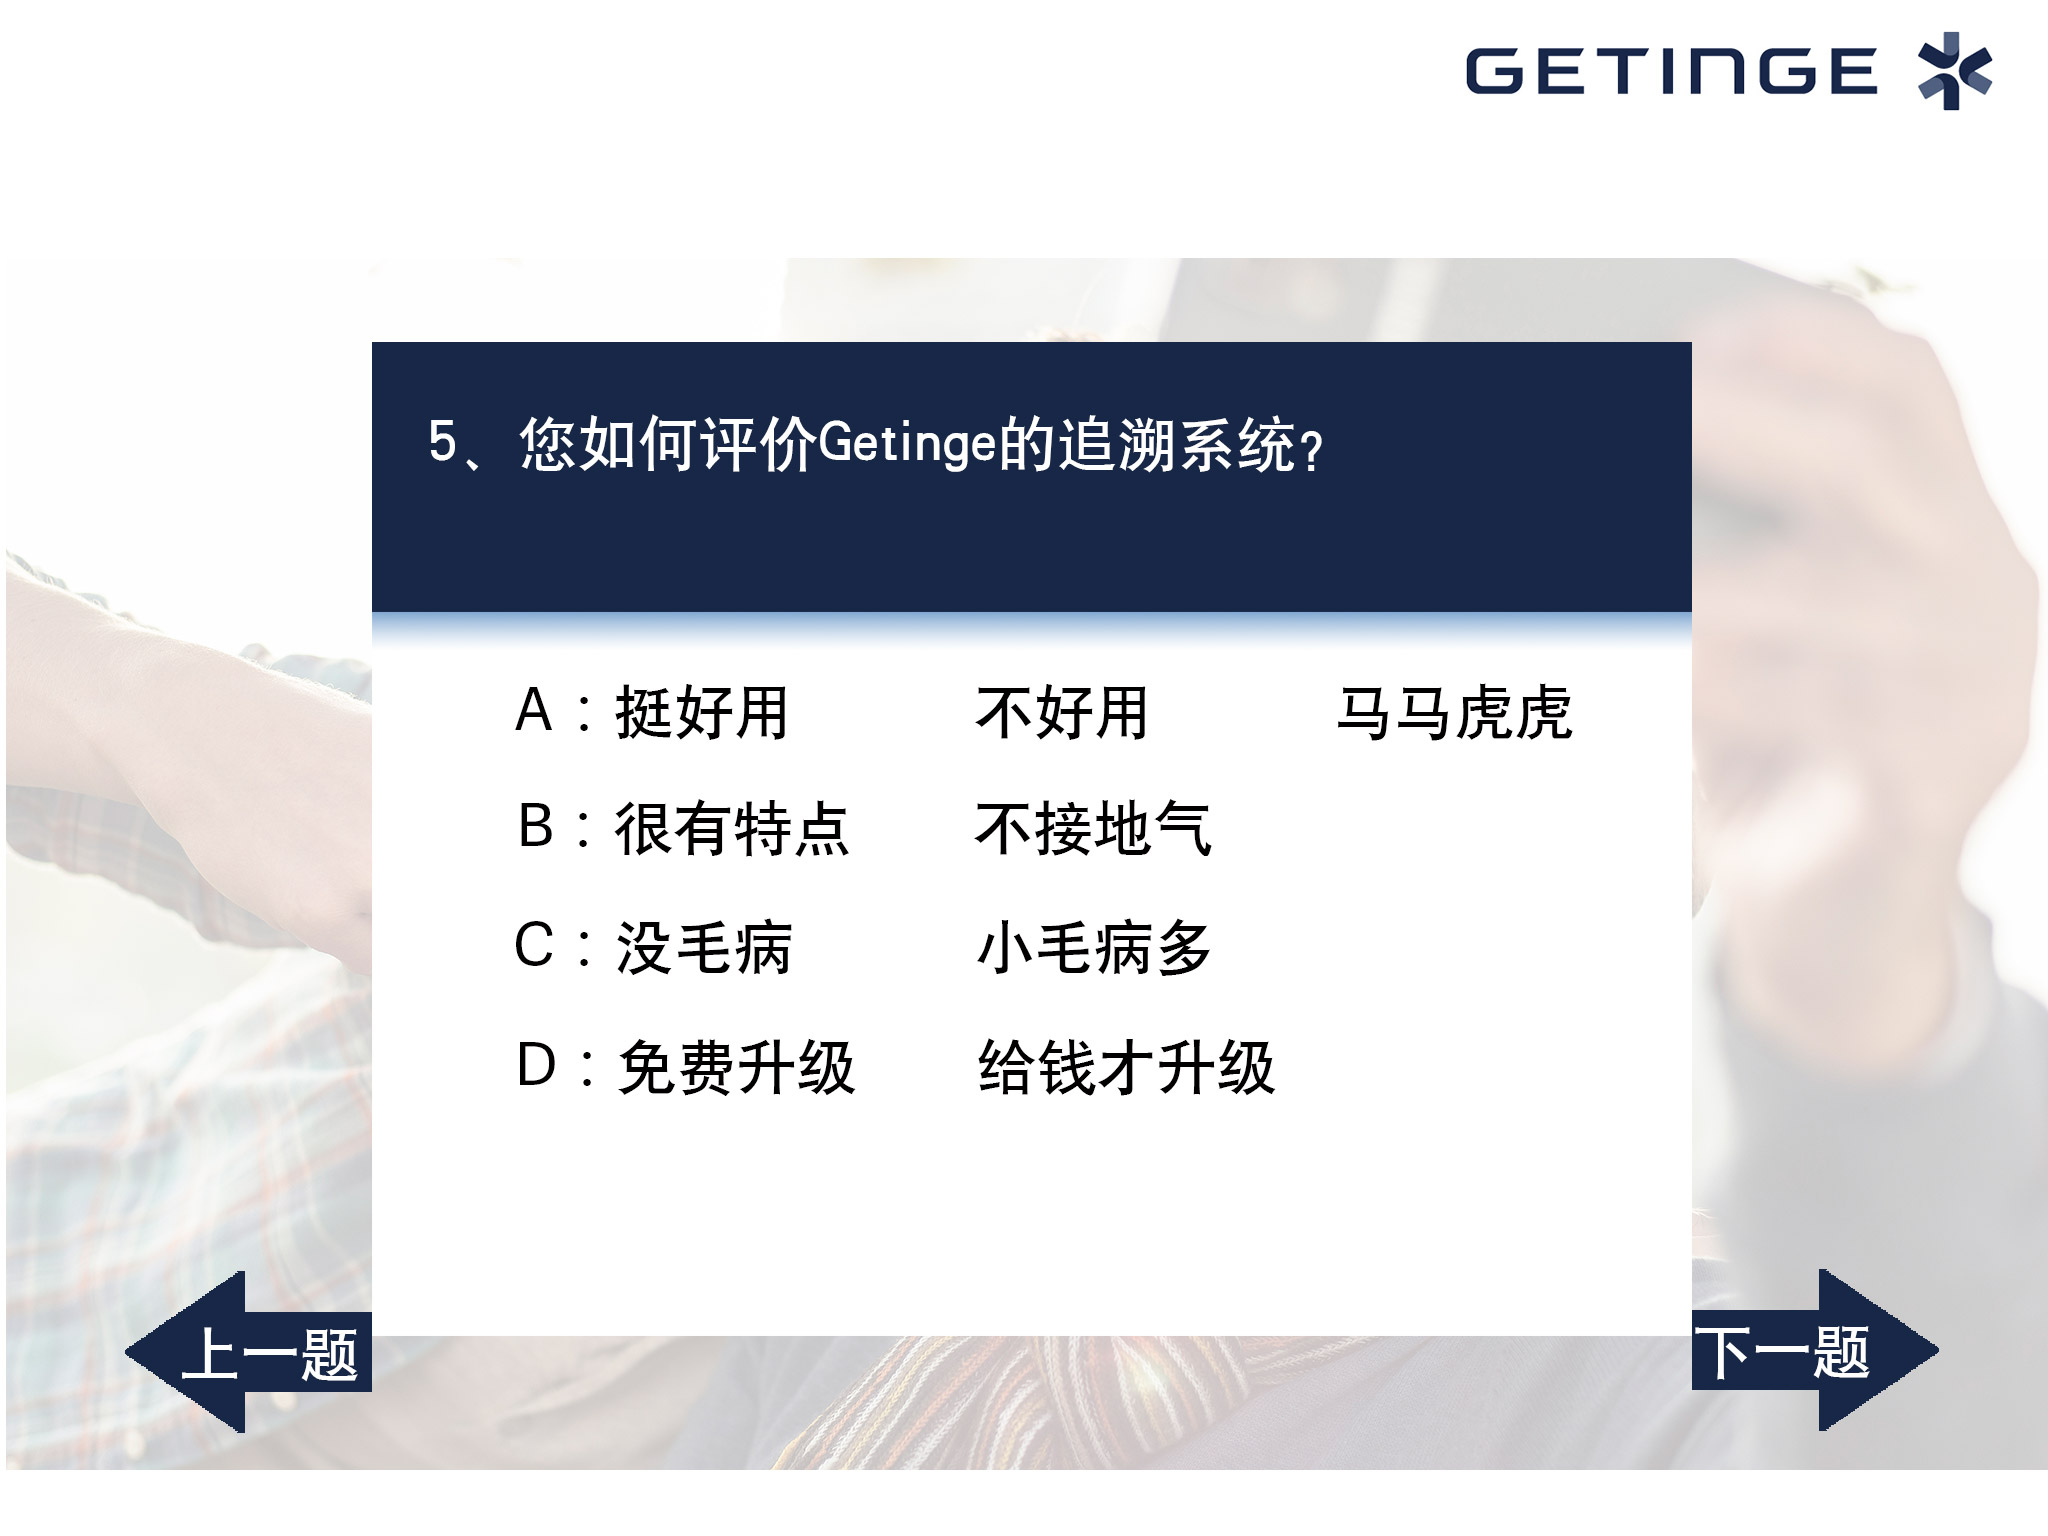 GETINGE
5、您如何评价Getinge的追溯系统?
A：挺好用 不好用 马马虎虎
B：很有特点 不接地气
C：没毛病 小毛病多
D：免费升级 给钱才升级
上一题 下一题